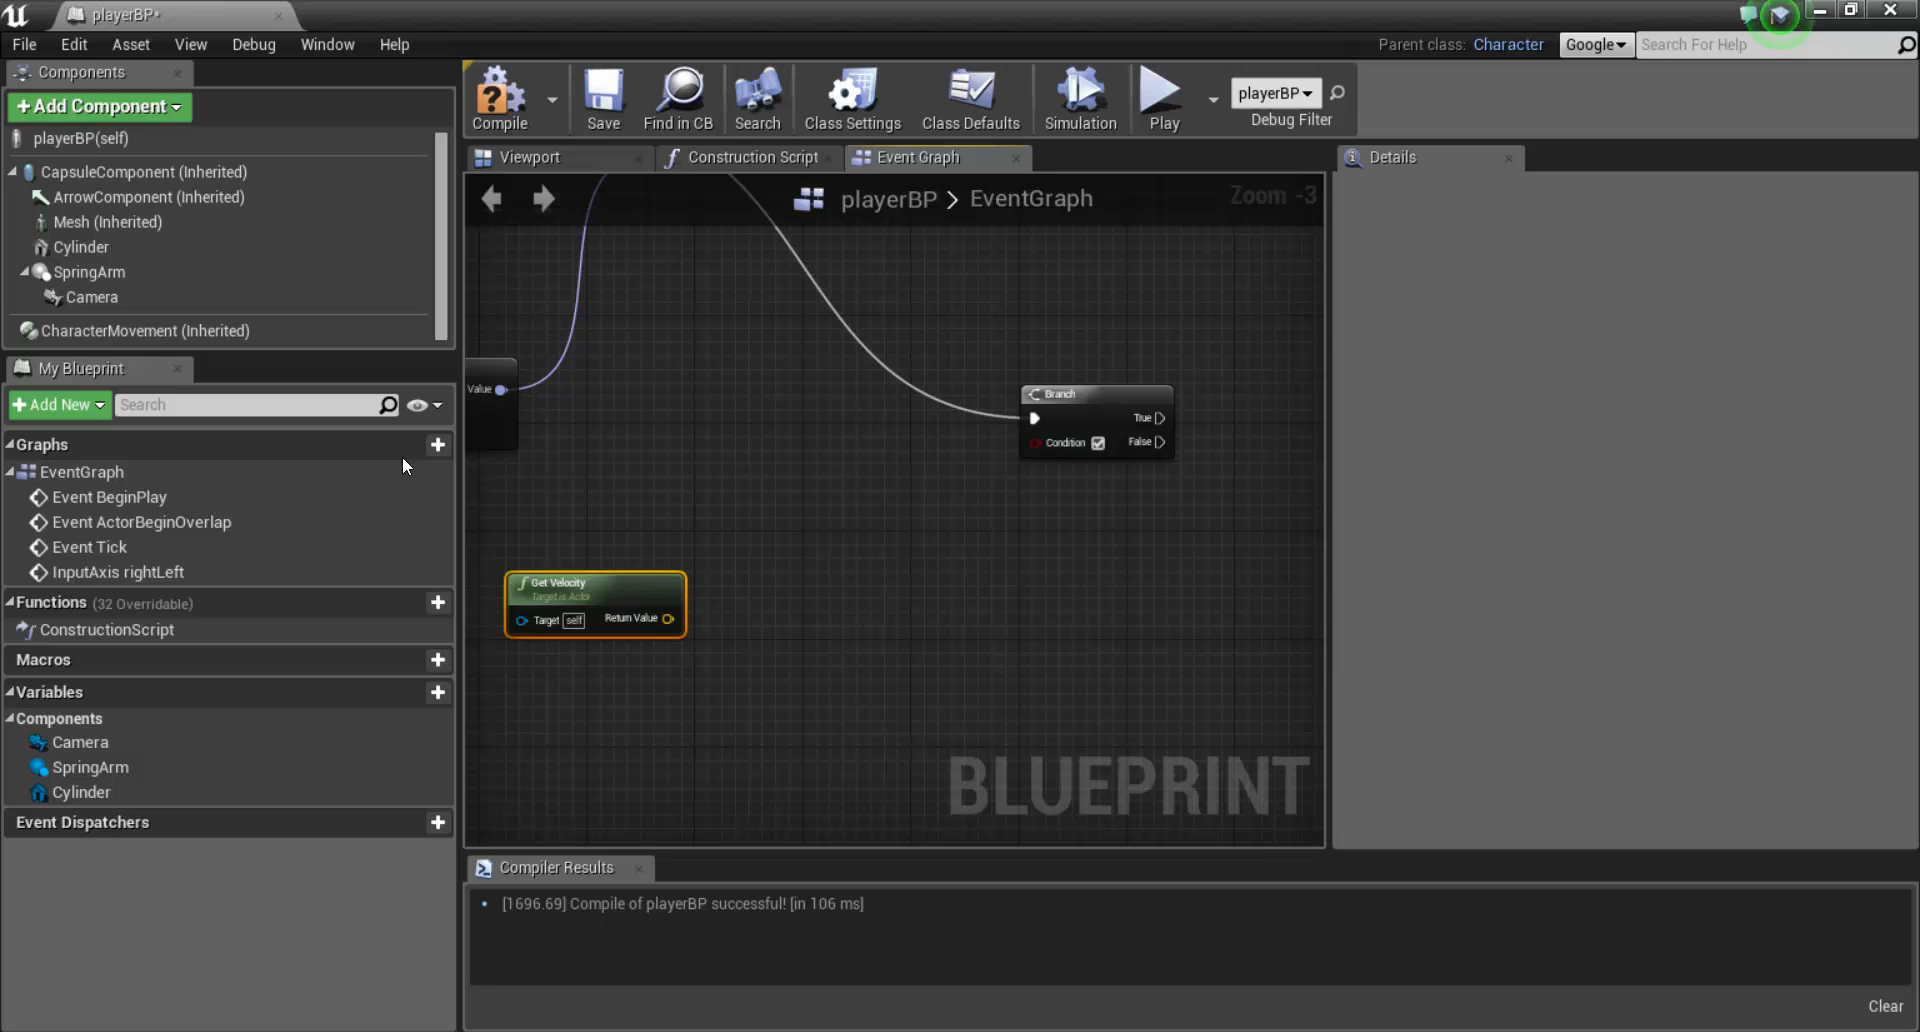 playerBP*
File Edit Asset View Debug Window Help
Parent class: Character Google Search For Help
Components
+Add Component
playerBP(self)
CapsuleComponent (Inherited)
ArrowComponent (Inherited)
Mesh (Inherited)
Cylinder
SpringArm
Camera
CharacterMovement (Inherited)
My Blueprint
+Add New Search
Graphs
EventGraph
Event BeginPlay
Event ActorBeginOverlap
Event Tick
InputAxis rightLeft
Functions (32 Overridable)
ConstructionScript
Macros
Variables
Components
Camera
SpringArm
Cylinder
Event Dispatchers
Compile Save Find in CB Search Class Settings Class Defaults Simulation Play
playerBP
Debug Filter
Viewport Construction Script Event Graph
playerBP > EventGraph
Zoom -3
Value
Branch
True
Condition False
Get Velocity
Target is Actor
Target self Return Value
BLUEPRINT
Details
Compiler Results
[1696.69] Compile of playerBP successful! [in 106 ms]
Clear